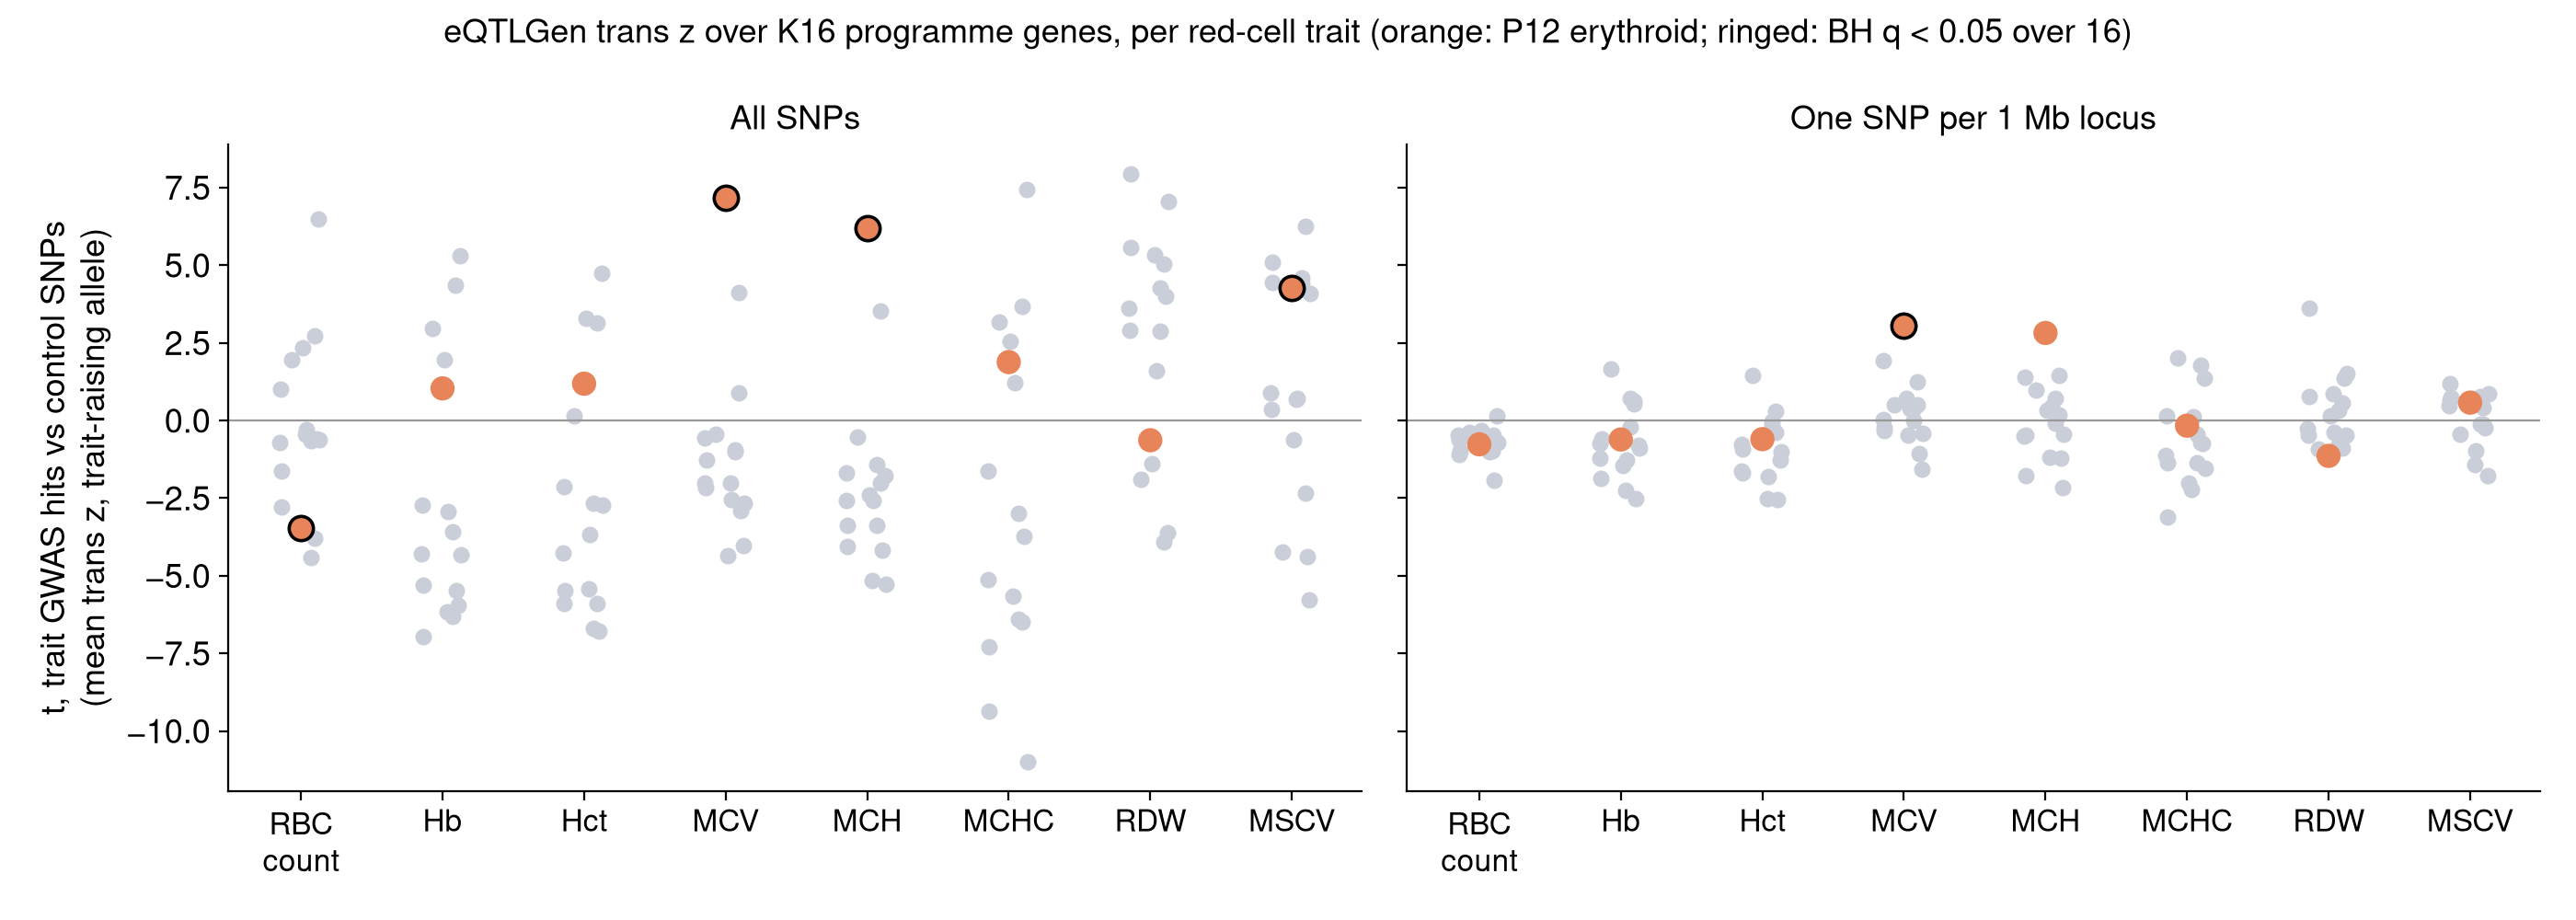 eQTLGen trans z over K16 programme genes, per red-cell trait (orange: P12 erythroid; ringed: BH q < 0.05 over 16)
All SNPs
One SNP per 1 Mb locus
t, trait GWAS hits vs control SNPs
(mean trans z, trait-raising allele)
7.5
5.0
2.5
0.0
−2.5
−5.0
−7.5
−10.0
RBC
count
Hb
Hct
MCV
MCH
MCHC
RDW
MSCV
RBC
count
Hb
Hct
MCV
MCH
MCHC
RDW
MSCV